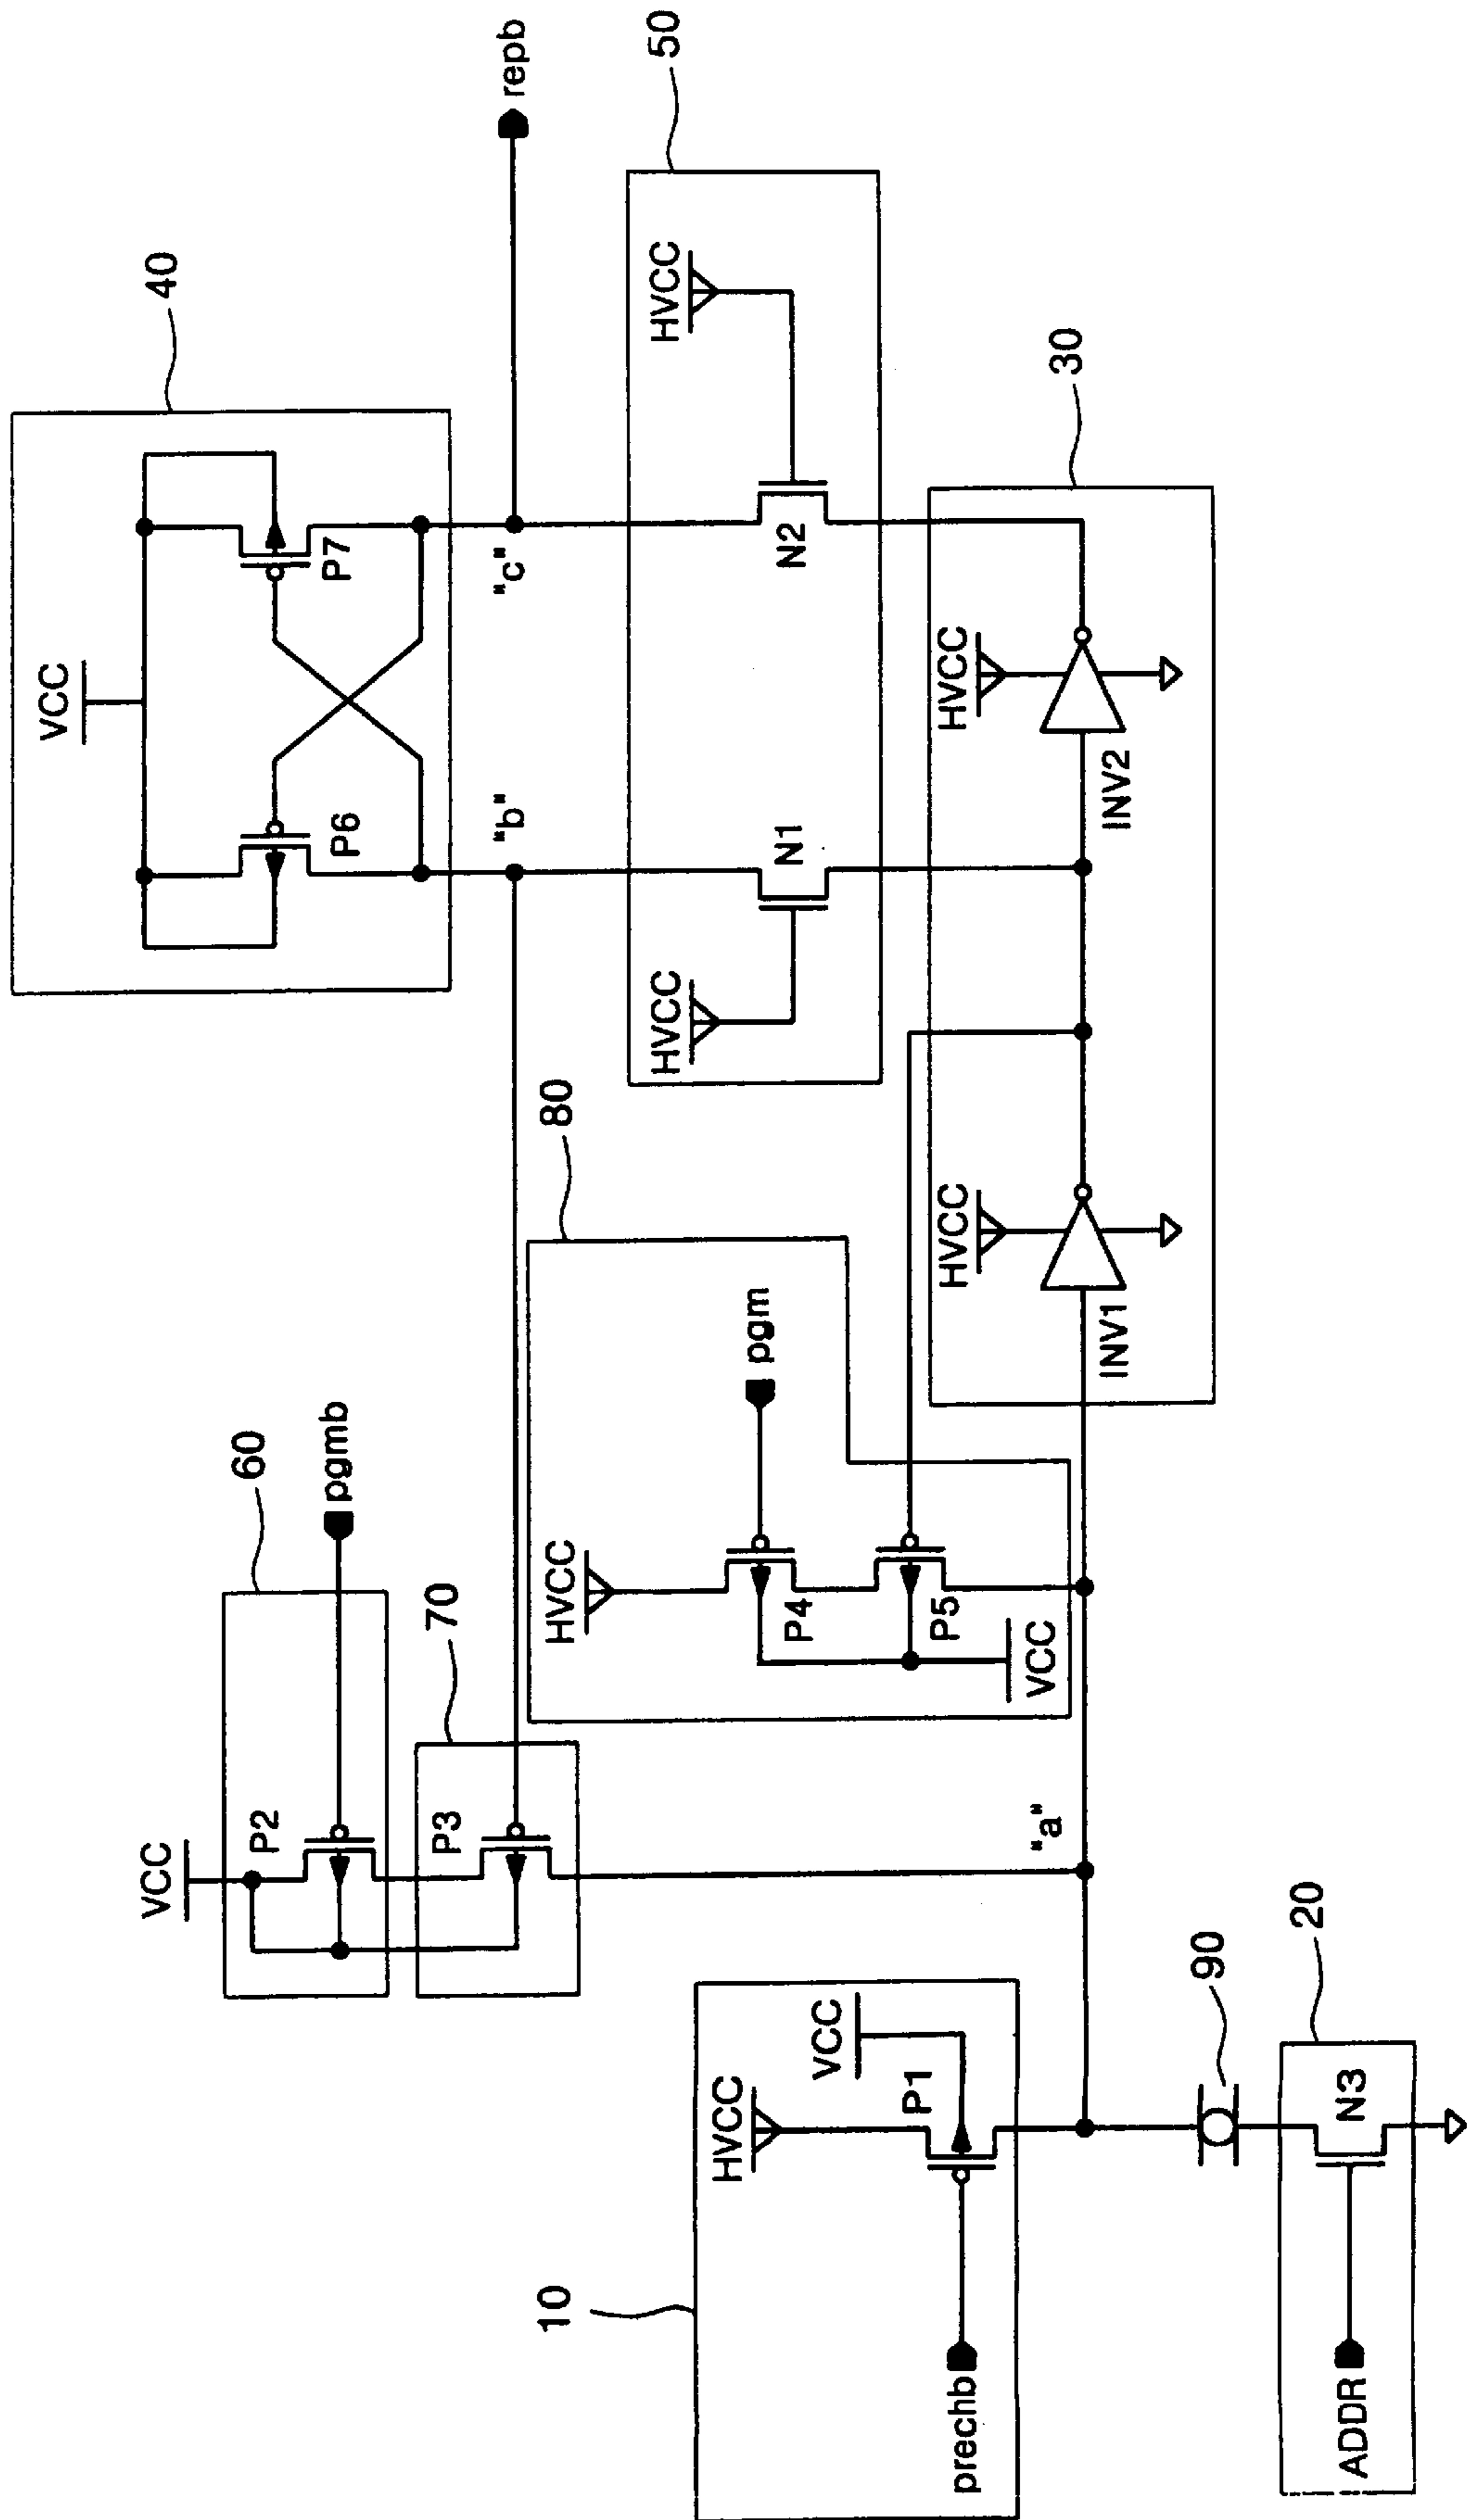 40
VCC
P6
P7
"b"
"c"
repb
50
HVCC
N1
HVCC
N2
30
HVCC
INV1
HVCC
INV2
60
VCC
P2
pgmb
70
P3
80
HVCC
pgm
P4
P5
VCC
"a"
10
HVCC
VCC
P1
prechb
90
20
N3
ADDR